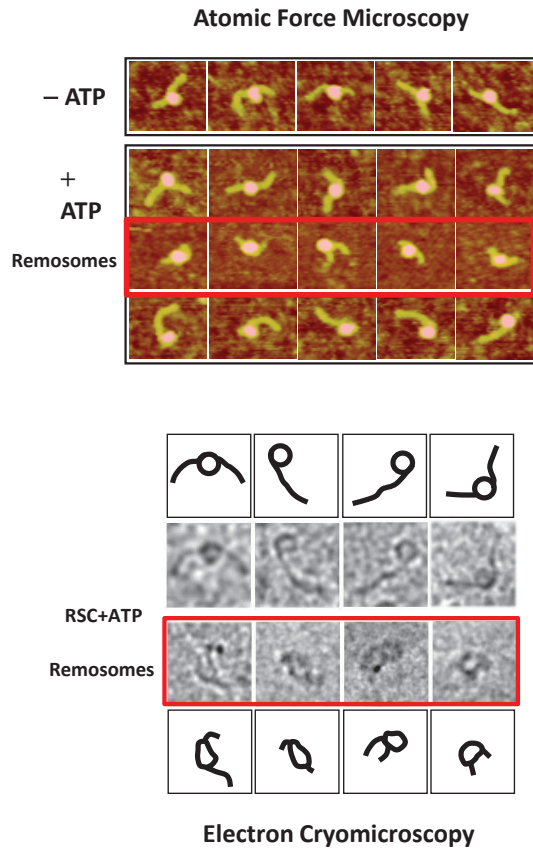 Atomic Force Microscopy
– ATP
+
ATP
Remosomes
RSC+ATP
Remosomes
Electron Cryomicroscopy